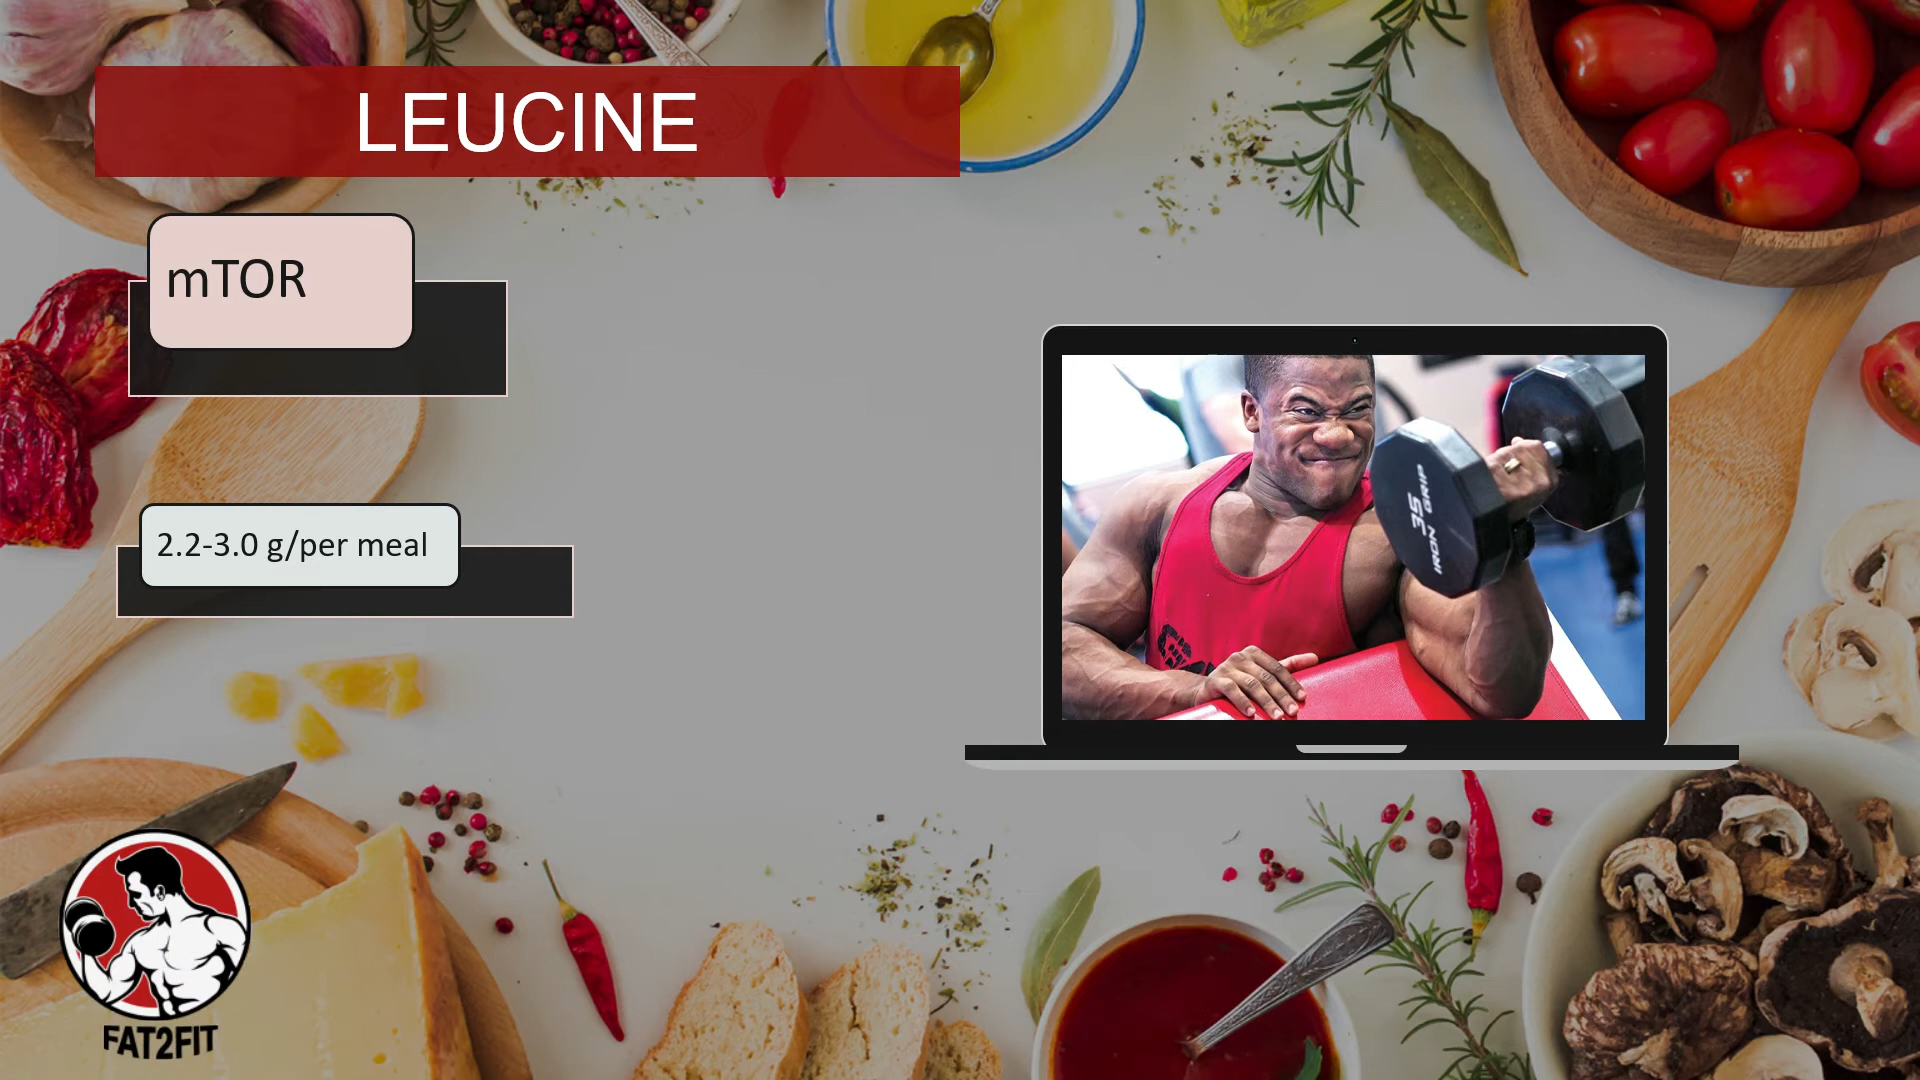 LEUCINE
mTOR
2.2-3.0 g/per meal
35
IRON GRIP
FAT2FIT